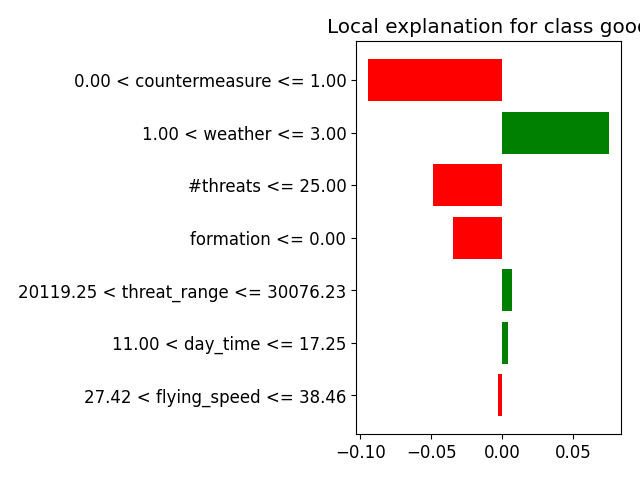 Local explanation for class good
0.00 < countermeasure <= 1.00
1.00 < weather <= 3.00
#threats <= 25.00
formation <= 0.00
20119.25 < threat_range <= 30076.23
11.00 < day_time <= 17.25
27.42 < flying_speed <= 38.46
−0.10 −0.05 0.00 0.05